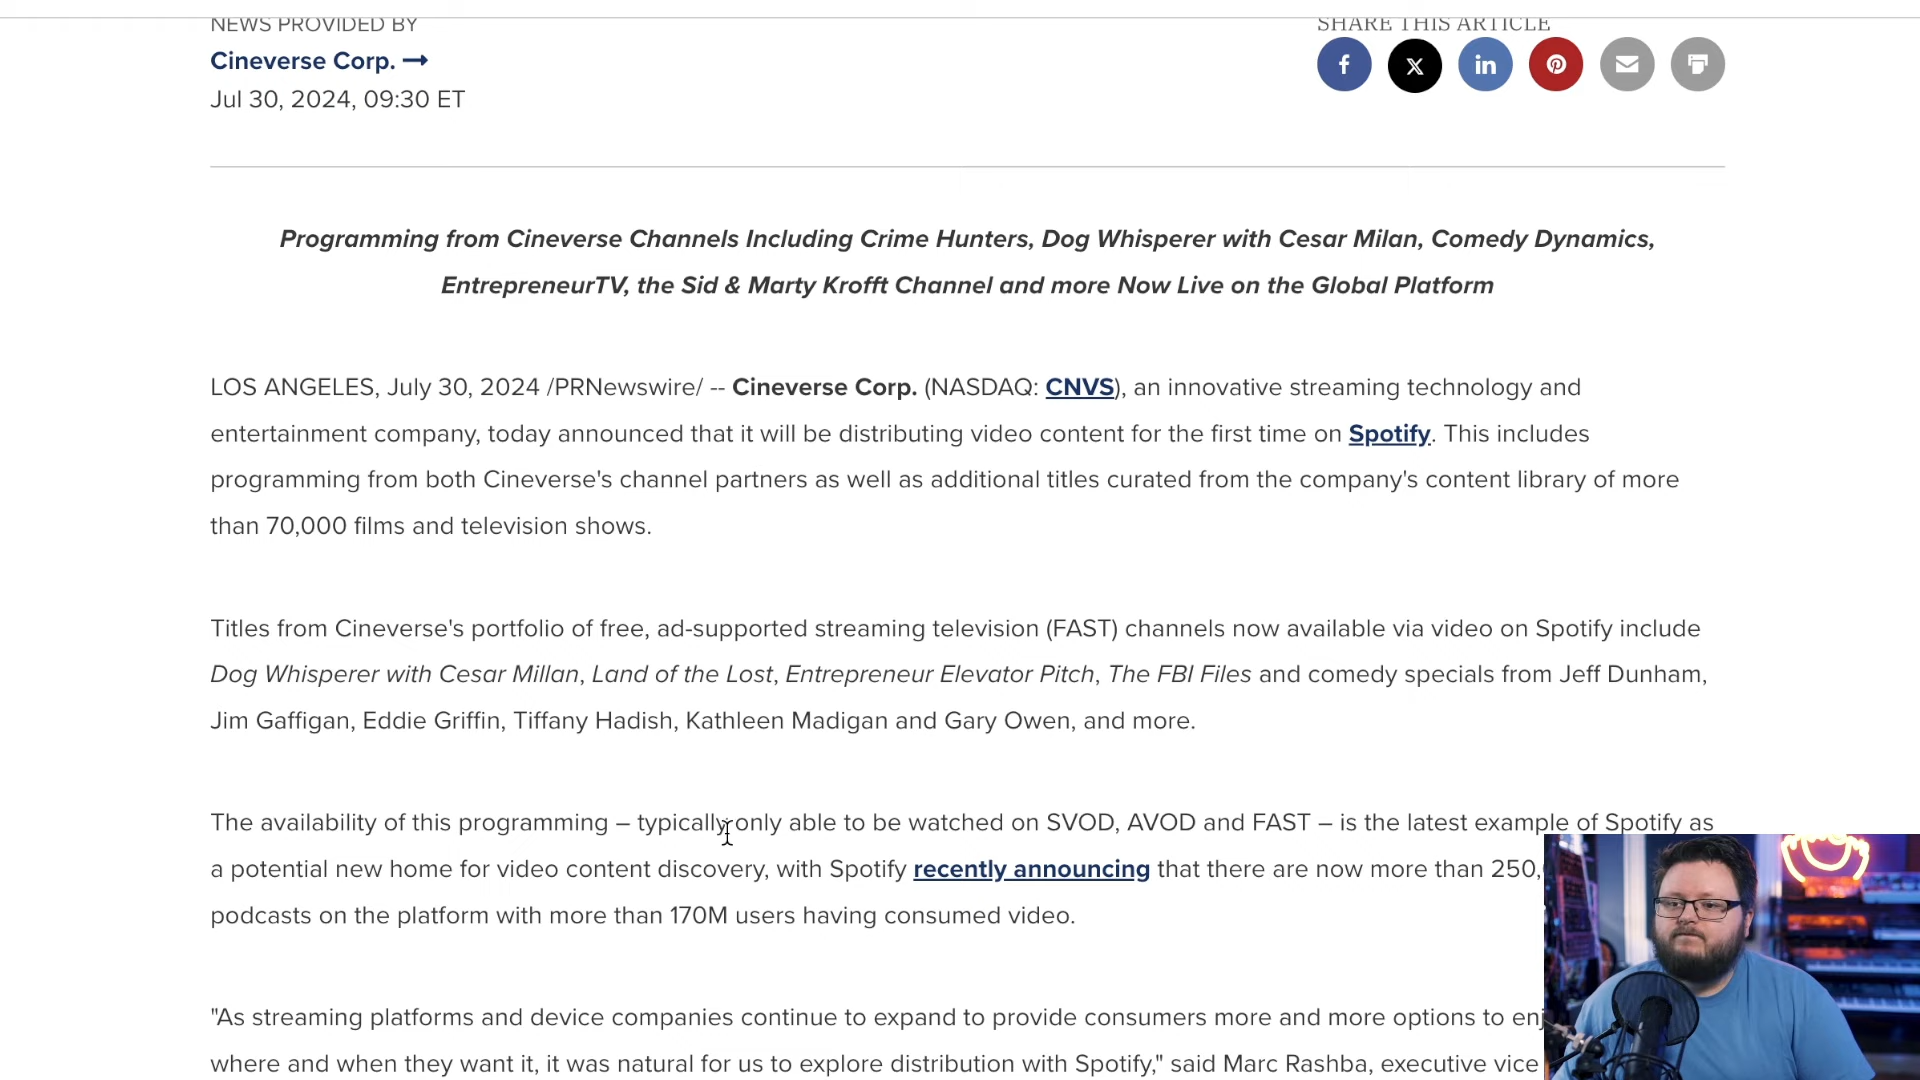 NEWS PROVIDED BY
SHARE THIS ARTICLE
Cineverse Corp. →
Jul 30, 2024, 09:30 ET
Programming from Cineverse Channels Including Crime Hunters, Dog Whisperer with Cesar Milan, Comedy Dynamics,
EntrepreneurTV, the Sid & Marty Krofft Channel and more Now Live on the Global Platform
LOS ANGELES, July 30, 2024 /PRNewswire/ -- Cineverse Corp. (NASDAQ: CNVS), an innovative streaming technology and
entertainment company, today announced that it will be distributing video content for the first time on Spotify. This includes
programming from both Cineverse's channel partners as well as additional titles curated from the company's content library of more
than 70,000 films and television shows.
Titles from Cineverse's portfolio of free, ad-supported streaming television (FAST) channels now available via video on Spotify include
Dog Whisperer with Cesar Millan, Land of the Lost, Entrepreneur Elevator Pitch, The FBI Files and comedy specials from Jeff Dunham,
Jim Gaffigan, Eddie Griffin, Tiffany Hadish, Kathleen Madigan and Gary Owen, and more.
The availability of this programming – typically only able to be watched on SVOD, AVOD and FAST – is the latest example of Spotify as
a potential new home for video content discovery, with Spotify recently announcing that there are now more than 250,
podcasts on the platform with more than 170M users having consumed video.
"As streaming platforms and device companies continue to expand to provide consumers more and more options to
where and when they want it, it was natural for us to explore distribution with Spotify," said Marc Rashba, executive vice